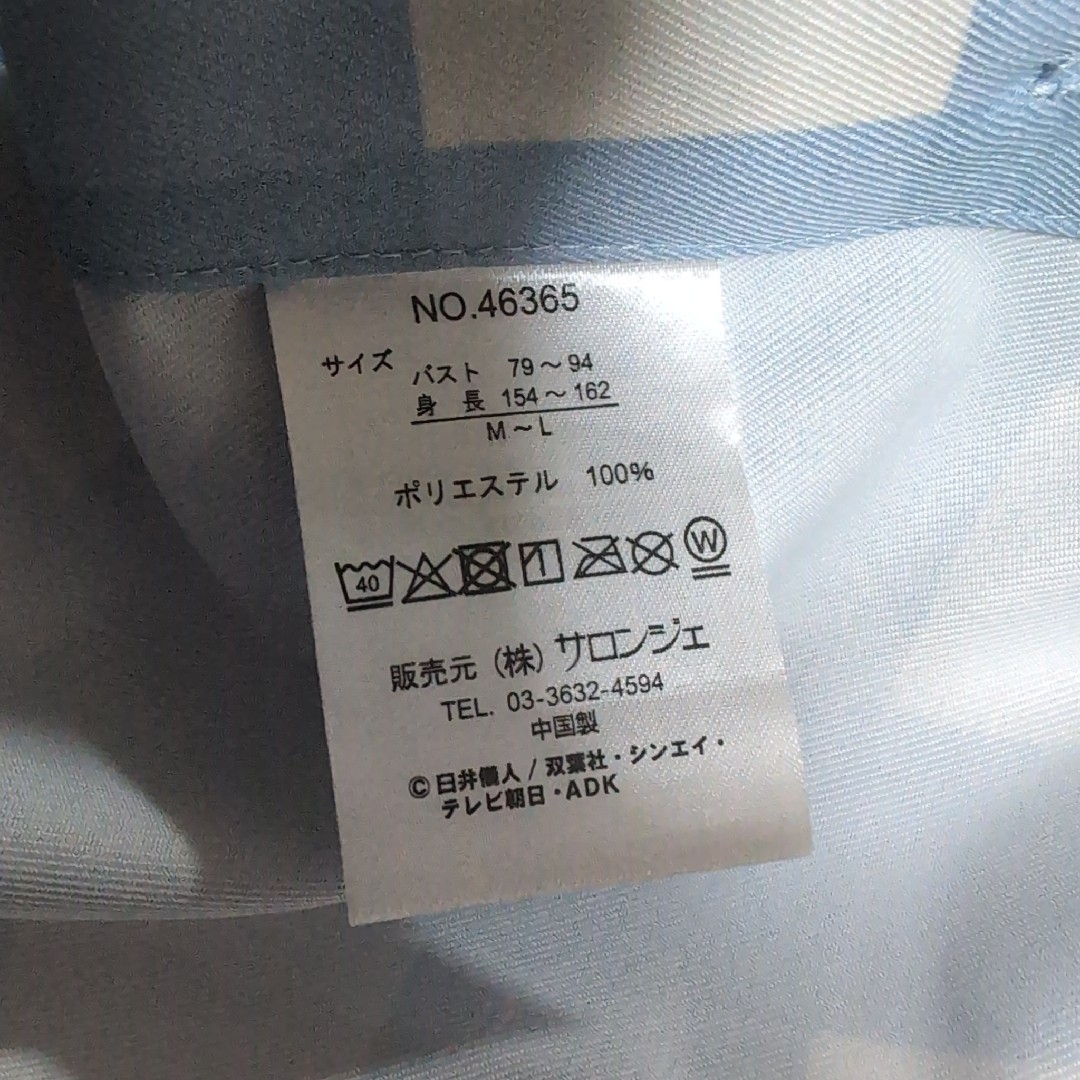 NO.46365
サイズ バスト 79～94
身長 154～162
M～L
ポリエステル 100%
40 1 W
販売元 (株) サロンジェ
TEL. 03-3632-4594
中国製
©臼井儀人/双葉社・シンエイ・
テレビ朝日・ADK